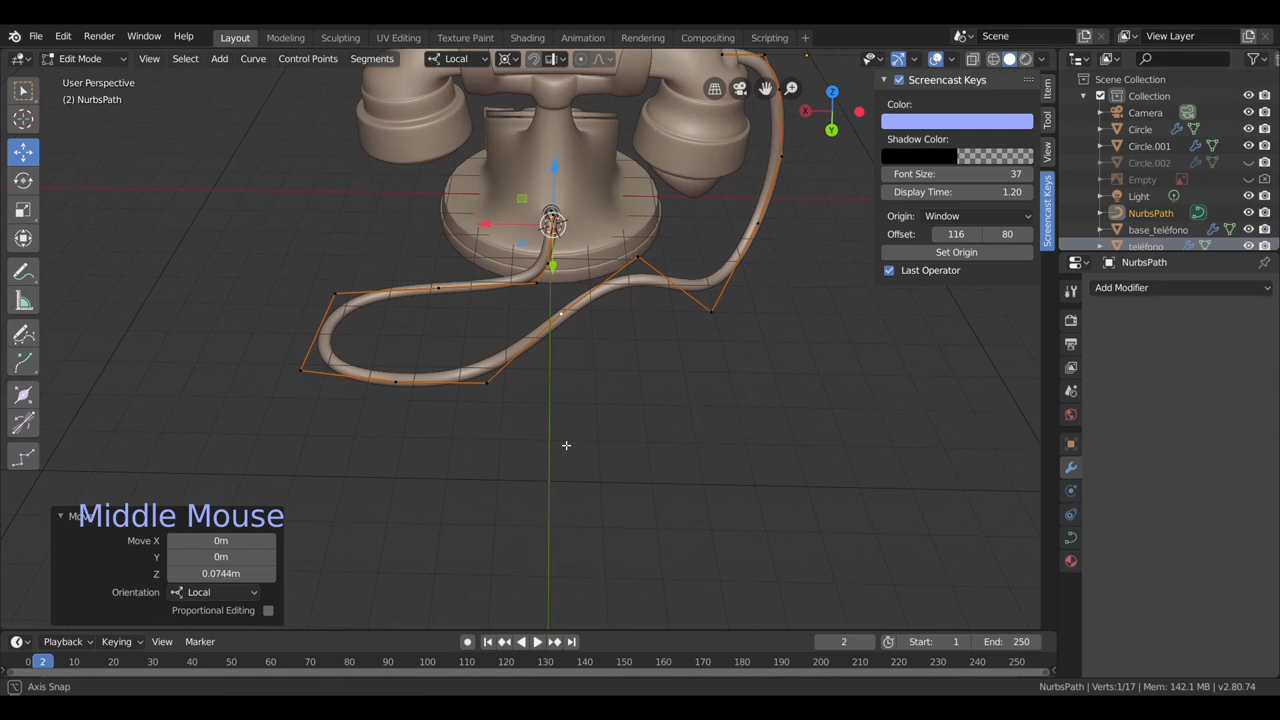 File Edit Render Window Help Layout Modeling Sculpting UV Editing Texture Paint Shading Animation Rendering Compositing Scripting Scene View Layer
Edit Mode View Select Add Curve Control Points Segments Local
User Perspective
(2) NurbsPath
X
Z
Y
Screencast Keys
Color:
Shadow Color:
Font Size: 37
Display Time: 1.20
Origin: Window
Offset: 116 80
Set Origin
Last Operator
Item
Tool
View
Screencast Keys
Scene Collection
Collection
Camera
Circle
Circle.001
Circle.002
Empty
Light
NurbsPath
base_teléfono
teléfono
NurbsPath
Add Modifier
Middle Mouse
Move X 0m
Y 0m
Z 0.0744m
Orientation Local
Proportional Editing
Playback Keying View Marker 2 Start: 1 End: 250
0 2 10 20 30 40 50 60 70 80 90 100 110 120 130 140 150 160 170 180 190 200 210 220 230 240 250
Axis Snap NurbsPath | Verts:1/17 | Mem: 142.1 MB | v2.80.74